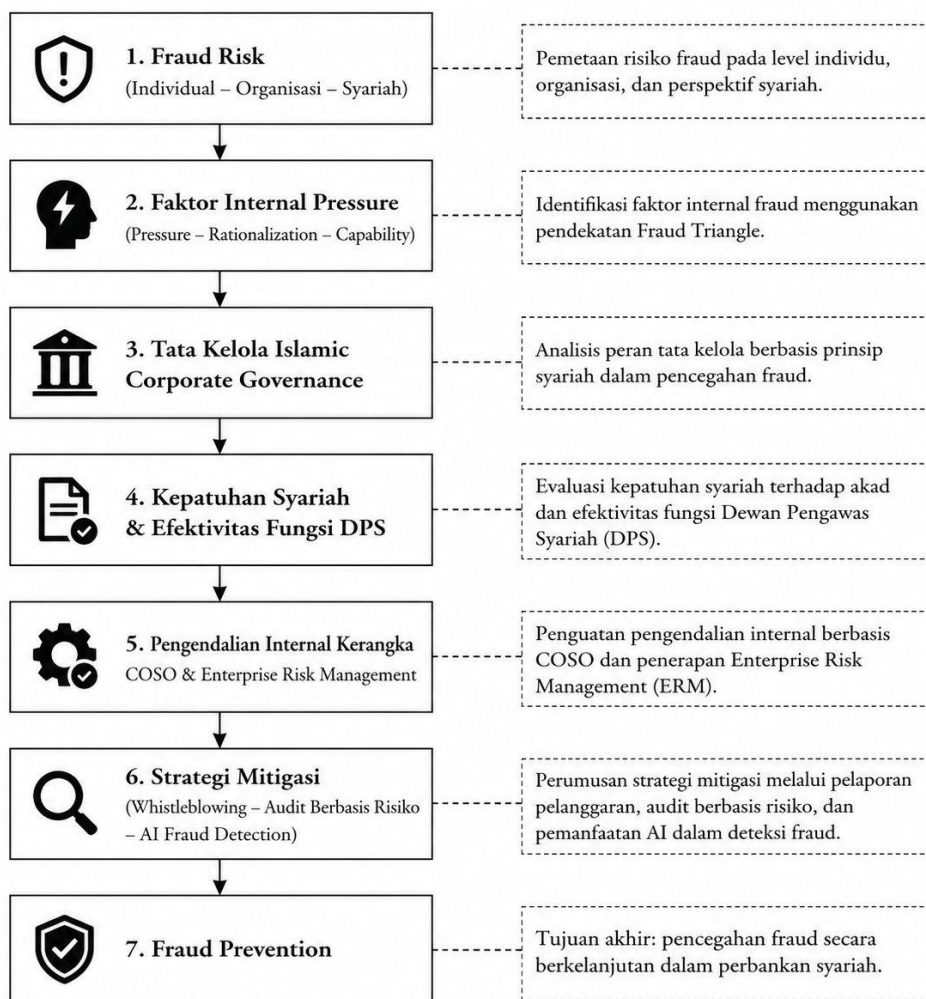 1. Fraud Risk
(Individual – Organisasi – Syariah)
Pemetaan risiko fraud pada level individu,
organisasi, dan perspektif syariah.
2. Faktor Internal Pressure
(Pressure – Rationalization – Capability)
Identifikasi faktor internal fraud menggunakan
pendekatan Fraud Triangle.
3. Tata Kelola Islamic
Corporate Governance
Analisis peran tata kelola berbasis prinsip
syariah dalam pencegahan fraud.
4. Kepatuhan Syariah
& Efektivitas Fungsi DPS
Evaluasi kepatuhan syariah terhadap akad
dan efektivitas fungsi Dewan Pengawas
Syariah (DPS).
5. Pengendalian Internal Kerangka
COSO & Enterprise Risk Management
Penguatan pengendalian internal berbasis
COSO dan penerapan Enterprise Risk
Management (ERM).
6. Strategi Mitigasi
(Whistleblowing – Audit Berbasis Risiko
– AI Fraud Detection)
Perumusan strategi mitigasi melalui pelaporan
pelanggaran, audit berbasis risiko, dan
pemanfaatan AI dalam deteksi fraud.
7. Fraud Prevention
Tujuan akhir: pencegahan fraud secara
berkelanjutan dalam perbankan syariah.